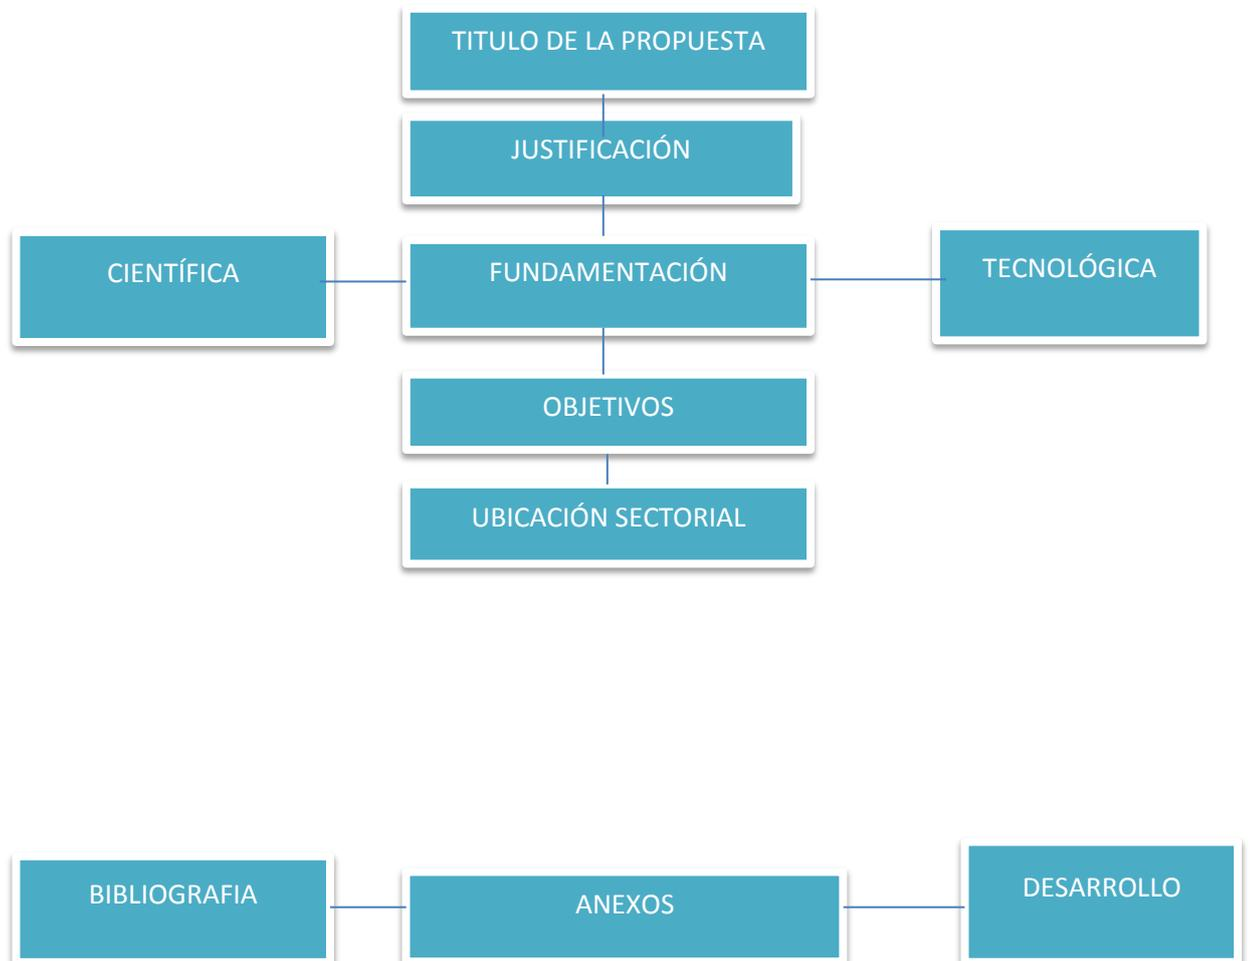 TITULO DE LA PROPUESTA
JUSTIFICACIÓN
CIENTÍFICA
FUNDAMENTACIÓN
TECNOLÓGICA
OBJETIVOS
UBICACIÓN SECTORIAL
BIBLIOGRAFIA
ANEXOS
DESARROLLO